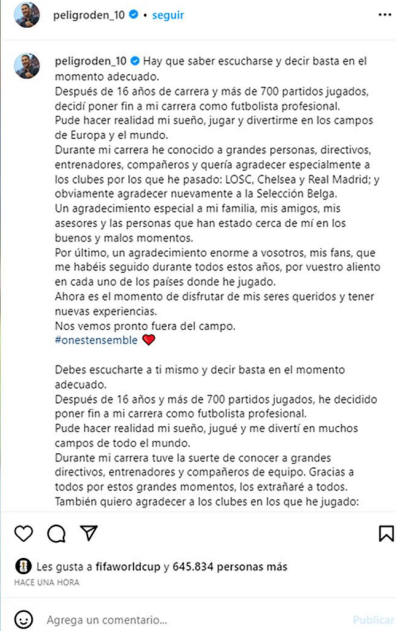 peligroden_10 • seguir
peligroden_10 Hay que saber escucharse y decir basta en el
momento adecuado.
Después de 16 años de carrera y más de 700 partidos jugados,
decidí poner fin a mi carrera como futbolista profesional.
Pude hacer realidad mi sueño, jugar y divertirme en los campos
de Europa y el mundo.
Durante mi carrera he conocido a grandes personas, directivos,
entrenadores, compañeros y quería agradecer especialmente a
los clubes por los que he pasado: LOSC, Chelsea y Real Madrid; y
obviamente agradecer nuevamente a la Selección Belga.
Un agradecimiento especial a mi familia, mis amigos, mis
asesores y las personas que han estado cerca de mí en los
buenos y malos momentos.
Por último, un agradecimiento enorme a vosotros, mis fans, que
me habéis seguido durante todos estos años, por vuestro aliento
en cada uno de los países donde he jugado.
Ahora es el momento de disfrutar de mis seres queridos y tener
nuevas experiencias.
Nos vemos pronto fuera del campo.
#onestensemble ❤️
Debes escucharte a ti mismo y decir basta en el momento
adecuado.
Después de 16 años y más de 700 partidos jugados, he decidido
poner fin a mi carrera como futbolista profesional.
Pude hacer realidad mi sueño, jugué y me divertí en muchos
campos de todo el mundo.
Durante mi carrera tuve la suerte de conocer a grandes
directivos, entrenadores y compañeros de equipo. Gracias a
todos por estos grandes momentos, los extrañaré a todos.
También quiero agradecer a los clubes en los que he jugado:
Les gusta a fifaworldcup y 645.834 personas más
HACE UNA HORA
Agrega un comentario... Publicar